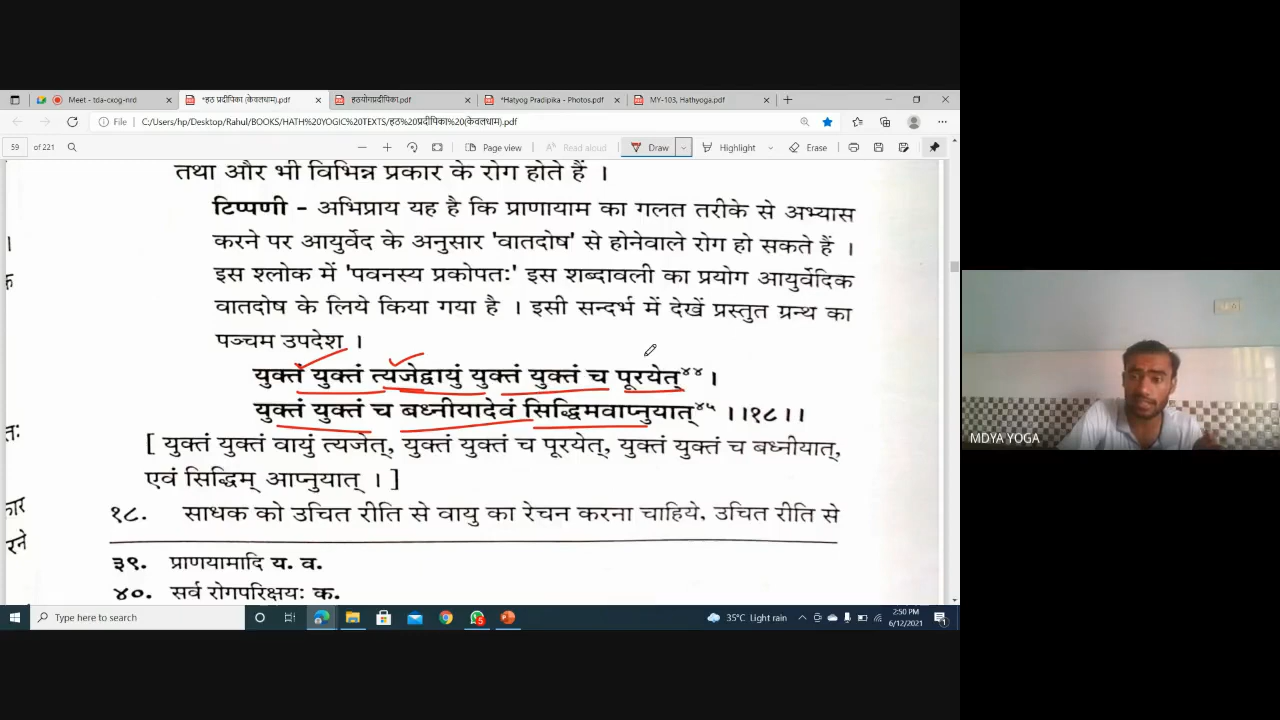 Meet - tda-cxog-nrd
*हठ प्रदीपिका (केवलधाम).pdf
हठयोगप्रदीपिका.pdf
*Hatyog Pradipika - Photos.pdf
MY-103, Hathyoga.pdf
File
C:/Users/hp/Desktop/Rahul/BOOKS/HATH%20YOGIC%20TEXTS/हठ%20प्रदीपिका%20(केवलधाम).pdf
59 of 221
Page view
Read aloud
Draw
Highlight
Erase
तथा और भी विभिन्न प्रकार के रोग होते हैं ।
टिप्पणी - अभिप्राय यह है कि प्राणायाम का गलत तरीके से अभ्यास
करने पर आयुर्वेद के अनुसार 'वातदोष' से होनेवाले रोग हो सकते हैं ।
इस श्लोक में 'पवनस्य प्रकोपतः' इस शब्दावली का प्रयोग आयुर्वेदिक
वातदोष के लिये किया गया है । इसी सन्दर्भ में देखें प्रस्तुत ग्रन्थ का
पञ्चम उपदेश ।
युक्तं युक्तं त्यजेद्वायुं युक्तं युक्तं च पूरयेत्४४ ।
युक्तं युक्तं च बध्नीयादेवं सिद्धिमवाप्नुयात्४५ ।।१८।।
[ युक्तं युक्तं वायुं त्यजेत्, युक्तं युक्तं च पूरयेत्, युक्तं युक्तं च बध्नीयात्,
एवं सिद्धिम् आप्नुयात् । ]
१८. साधक को उचित रीति से वायु का रेचन करना चाहिये, उचित रीति से
३९. प्राणयामादि य. व.
४०. सर्व रोगपरिक्षयः क.
।
क
तः
कार
रने
MDYA YOGA
Type here to search
5
35°C Light rain
2:50 PM
6/12/2021
1